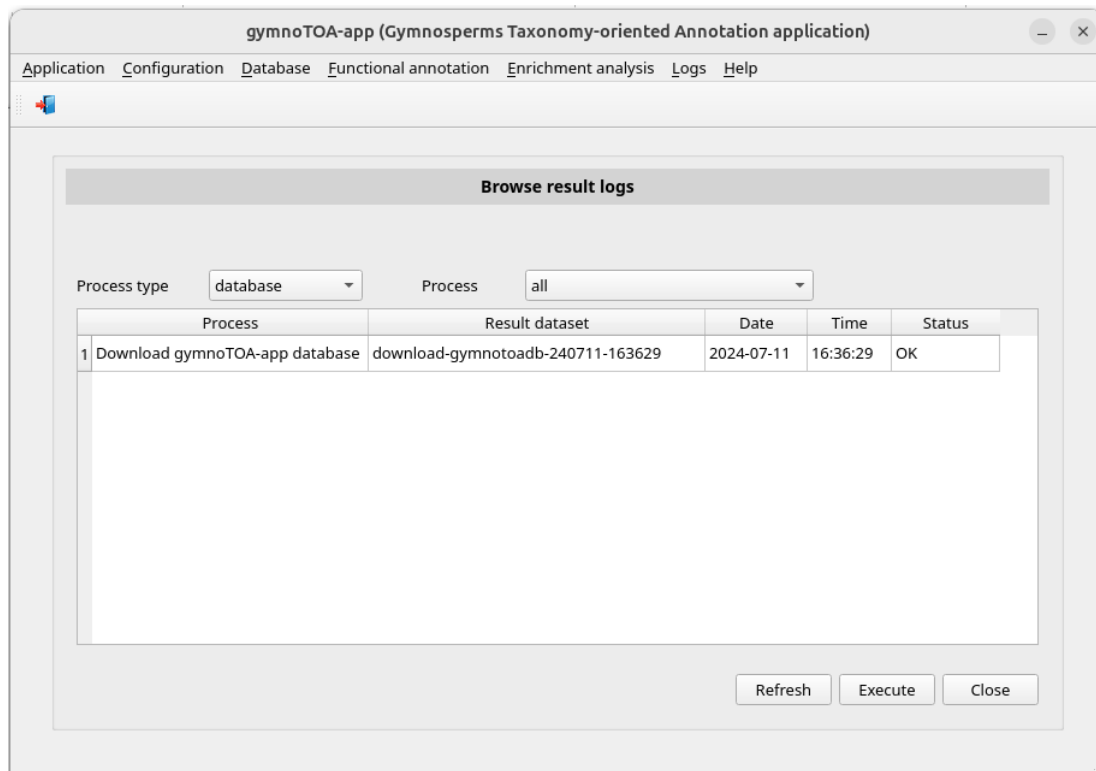 gymnoTOA-app (Gymnosperms Taxonomy-oriented Annotation application)
Application Configuration Database Functional annotation Enrichment analysis Logs Help
Browse result logs
Process type database Process all
Process Result dataset Date Time Status
1 Download gymnoTOA-app database download-gymnotoadb-240711-163629 2024-07-11 16:36:29 OK
Refresh Execute Close